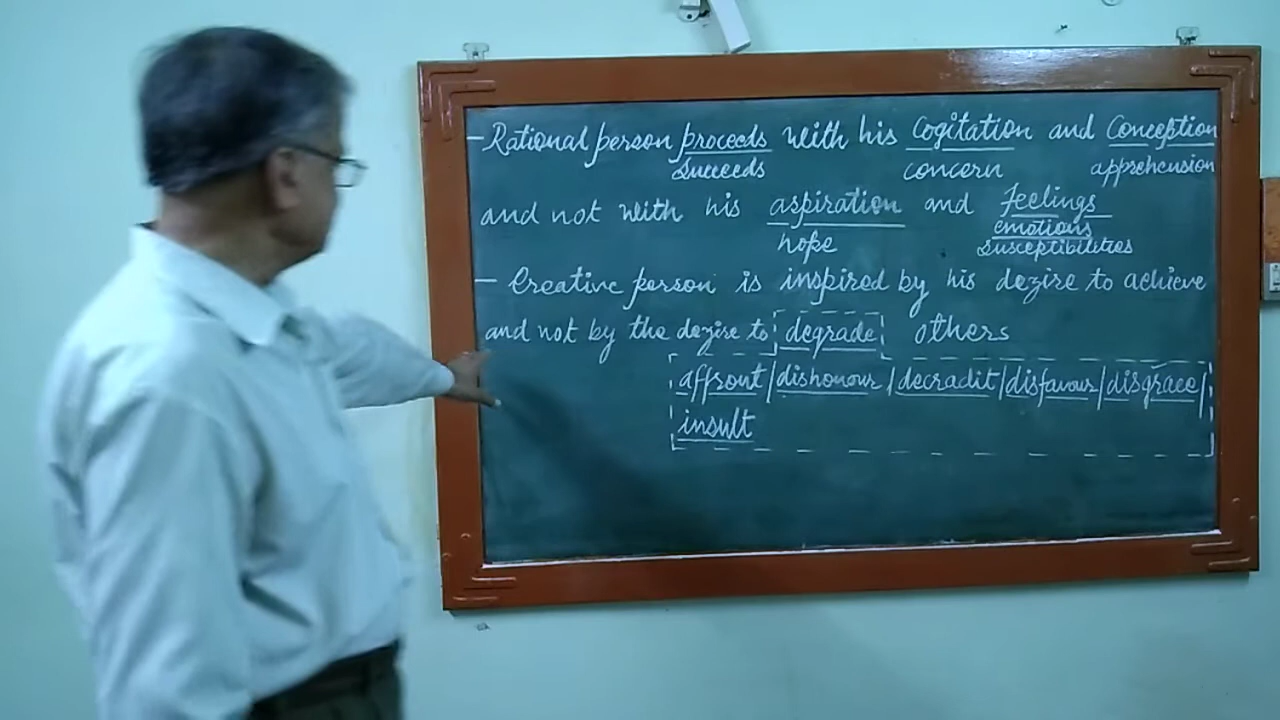 - Rational person proceeds with his Cogitation and Conception
succeeds concern apprehension
and not with his aspiration and Feelings
hope emotions
susceptibilities
- Creative person is inspired by his dezire to achieve
and not by the dezire to degrade others
affront / dishonour / decradit / disfavour / disgrace /
insult